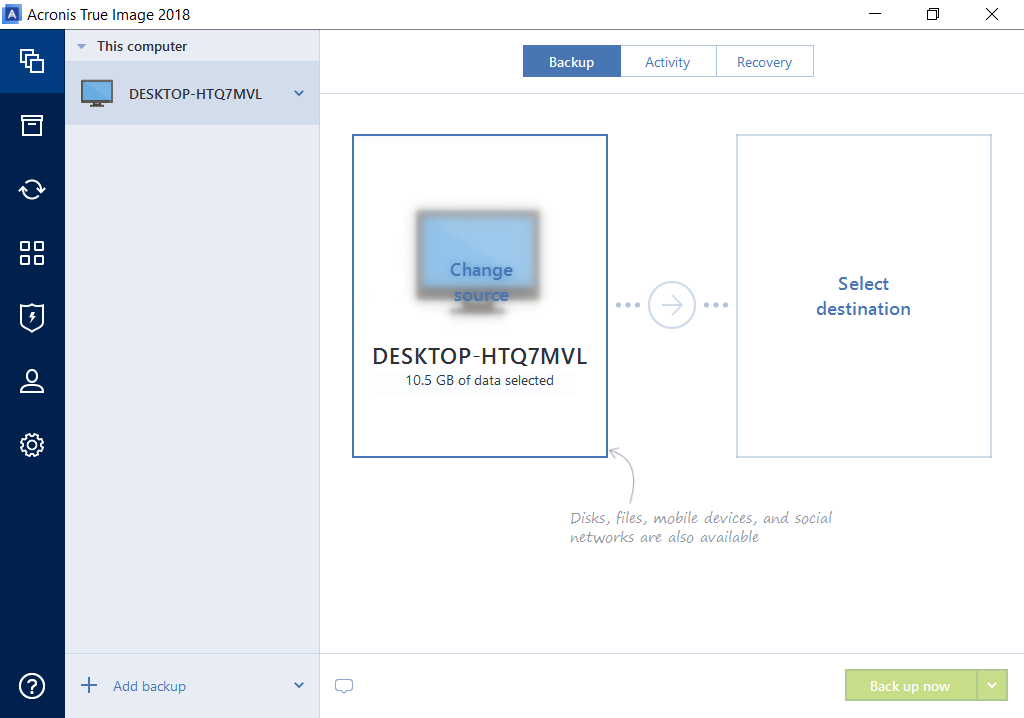 Acronis True Image 2018
This computer
DESKTOP-HTQ7MVL
Backup
Activity
Recovery
Change
source
DESKTOP-HTQ7MVL
10.5 GB of data selected
Select
destination
Disks, files, mobile devices, and social
networks are also available
Add backup
Back up now